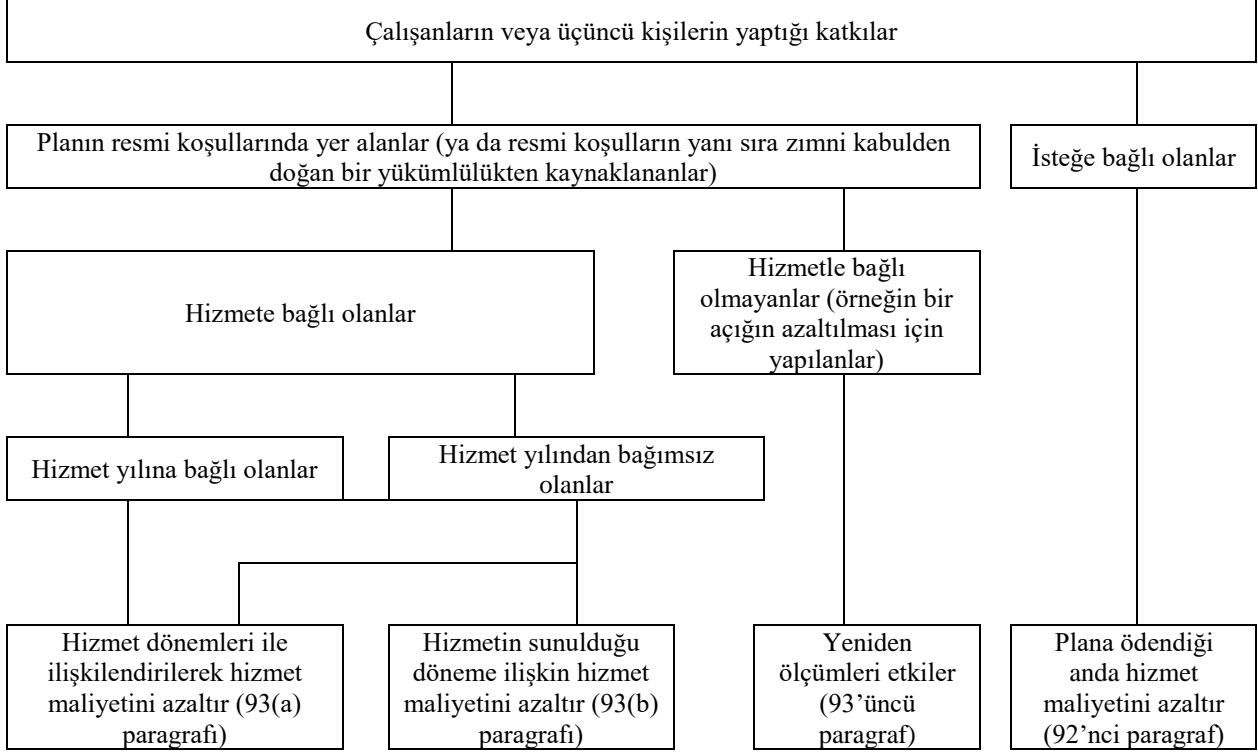 Çalışanların veya üçüncü kişilerin yaptığı katkılar
Planın resmi koşullarında yer alanlar (ya da resmi koşulların yanı sıra zımni kabulden
doğan bir yükümlülükten kaynaklananlar)
İsteğe bağlı olanlar
Hizmete bağlı olanlar
Hizmetle bağlı
olmayanlar (örneğin bir
açığın azaltılması için
yapılanlar)
Hizmet yılına bağlı olanlar
Hizmet yılından bağımsız
olanlar
Hizmet dönemleri ile
ilişkilendirilerek hizmet
maliyetini azaltır (93(a)
paragrafı)
Hizmetin sunulduğu
döneme ilişkin hizmet
maliyetini azaltır (93(b)
paragrafı)
Yeniden
ölçümleri etkiler
(93’üncü
paragraf)
Plana ödendiği
anda hizmet
maliyetini azaltır
(92’nci paragraf)